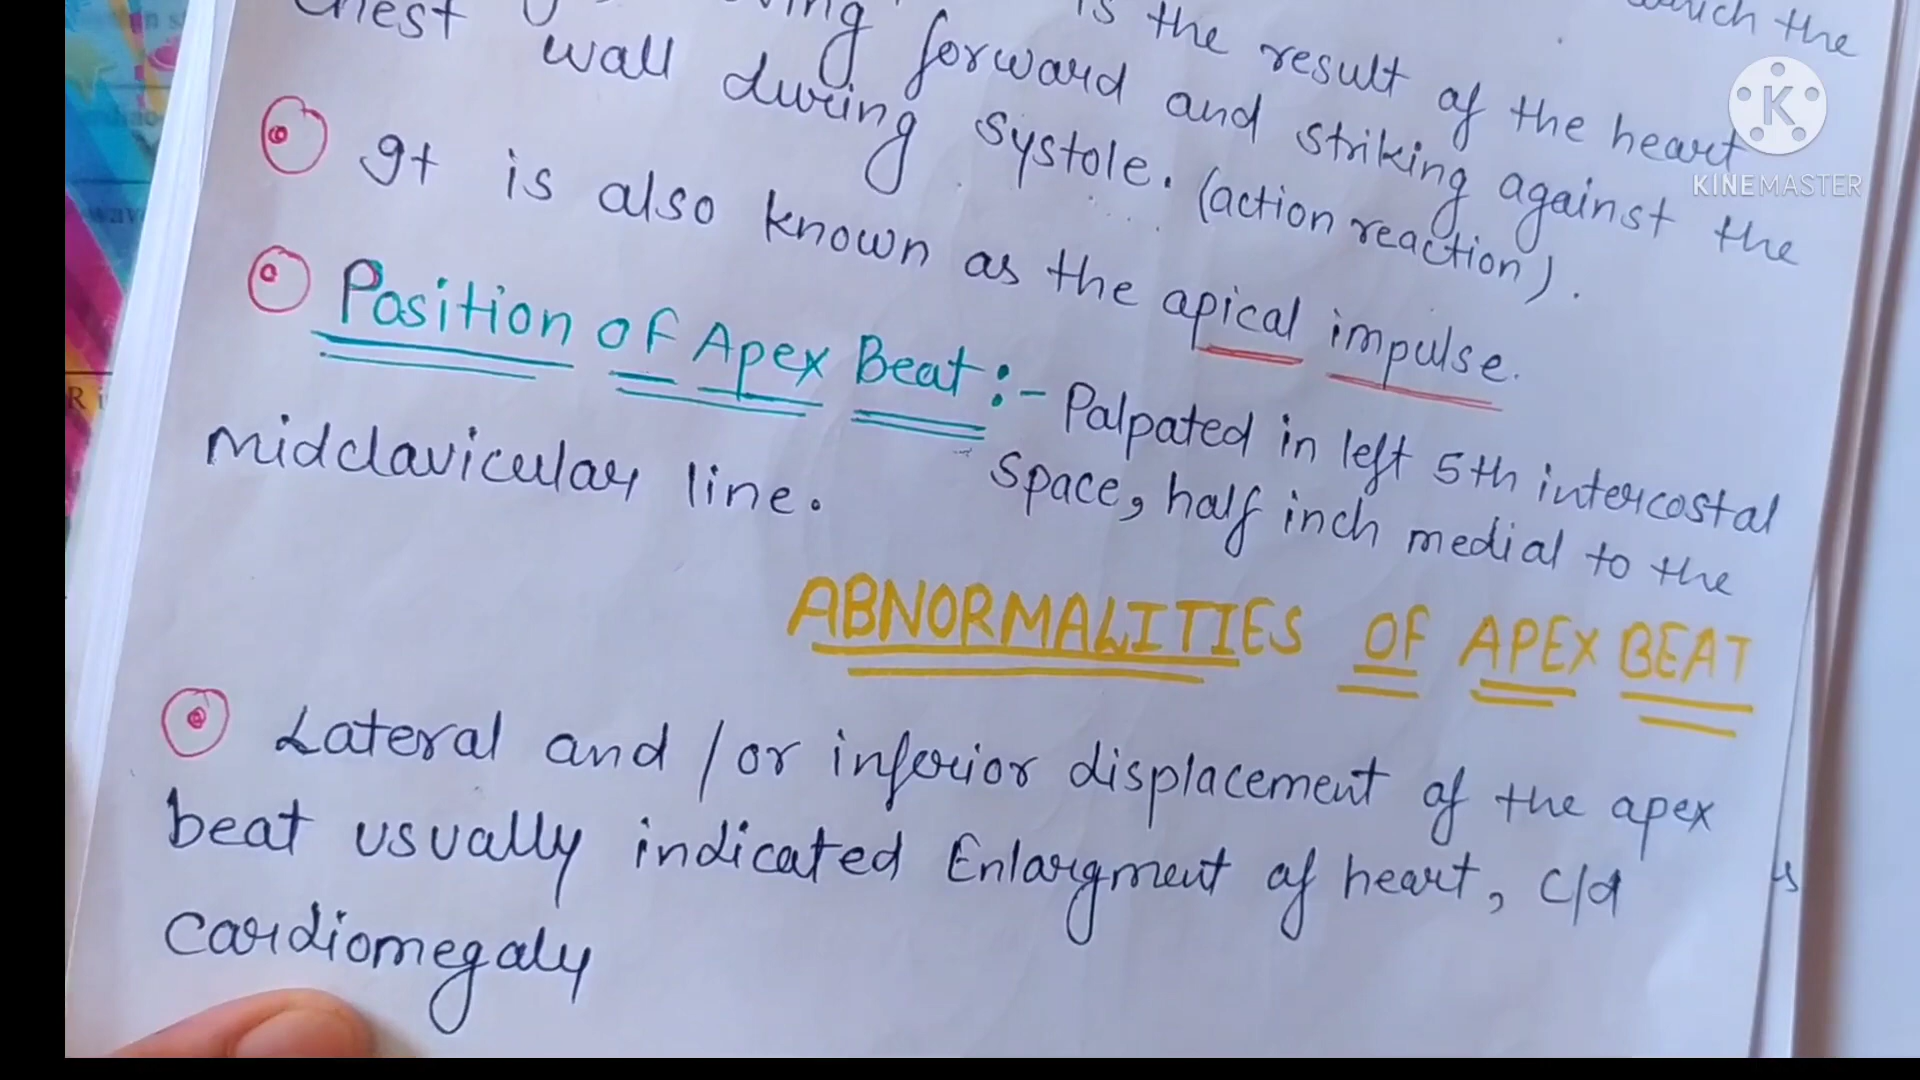 which the
is the result of the heart
forward and striking against the
chest wall during systole. (action reaction).
It is also known as the apical impulse.
Position of Apex Beat :- Palpated in left 5th intercostal
space, half inch medial to the
midclavicular line.
ABNORMALITIES OF APEX BEAT
Lateral and / or inferior displacement of the apex
beat usually indicated Enlargment of heart, c/d
cardiomegaly
K
KINEMASTER